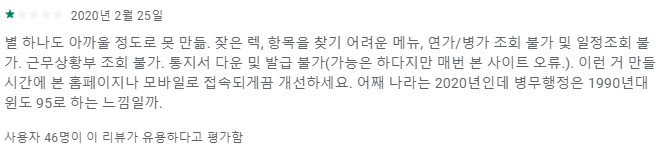 2020년 2월 25일
별 하나도 아까울 정도로 못 만듦. 잦은 렉, 항목을 찾기 어려운 메뉴, 연가/병가 조회 불가 및 일정조회 불
가. 근무상황부 조회 불가. 통지서 다운 및 발급 불가(가능은 하다지만 매번 본 사이트 오류.). 이런 거 만들
시간에 본 홈페이지나 모바일로 접속되게끔 개선하세요. 어째 나라는 2020년인데 병무행정은 1990년대
윈도 95로 하는 느낌일까.
사용자 46명이 이 리뷰가 유용하다고 평가함